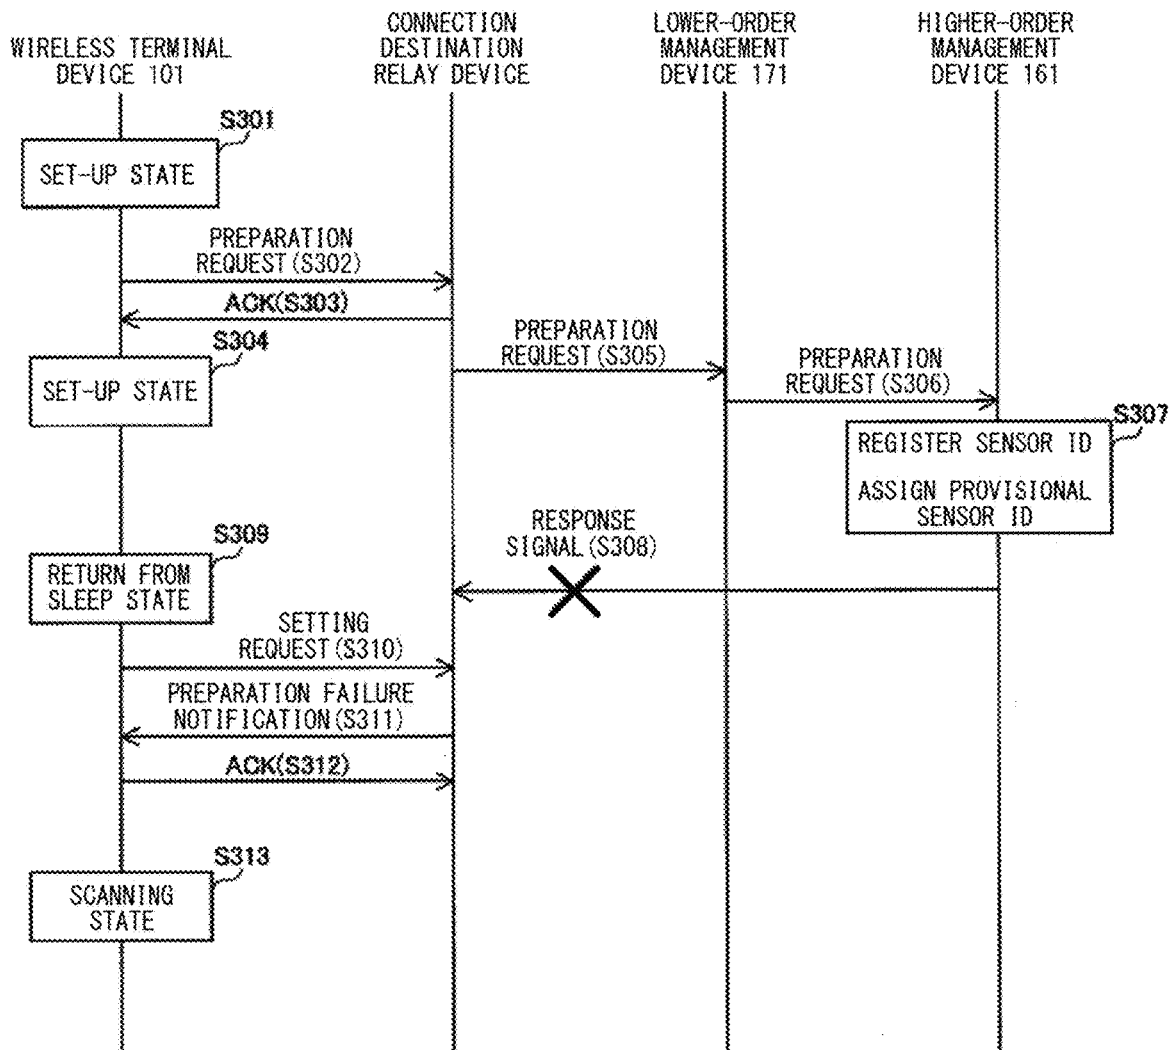 WIRELESS TERMINAL
DEVICE 101
CONNECTION
DESTINATION
RELAY DEVICE
LOWER-ORDER
MANAGEMENT
DEVICE 171
HIGHER-ORDER
MANAGEMENT
DEVICE 161
S301
SET-UP STATE
PREPARATION
REQUEST(S302)
ACK(S303)
S304
SET-UP STATE
PREPARATION
REQUEST(S305)
PREPARATION
REQUEST(S306)
S307
REGISTER SENSOR ID
ASSIGN PROVISIONAL
SENSOR ID
RESPONSE
SIGNAL(S308)
S309
RETURN FROM
SLEEP STATE
SETTING
REQUEST(S310)
PREPARATION FAILURE
NOTIFICATION(S311)
ACK(S312)
S313
SCANNING
STATE